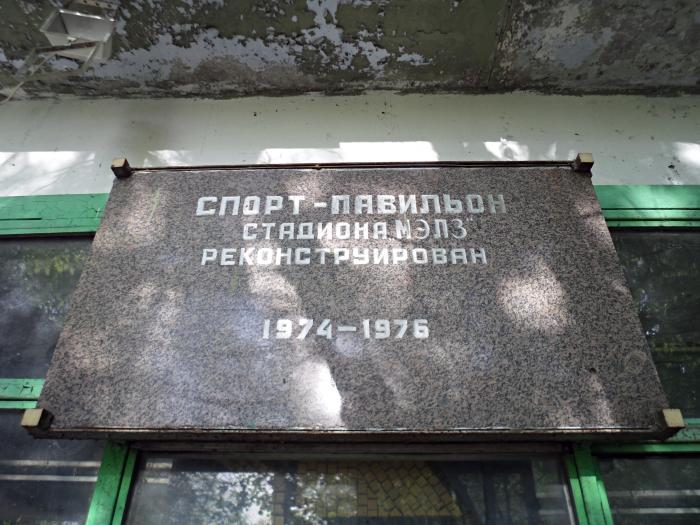 СПОРТ-ПАВИЛЬОН
СТАДИОНА „МЭЛЗ"
РЕКОНСТРУИРОВАН
1974—1976